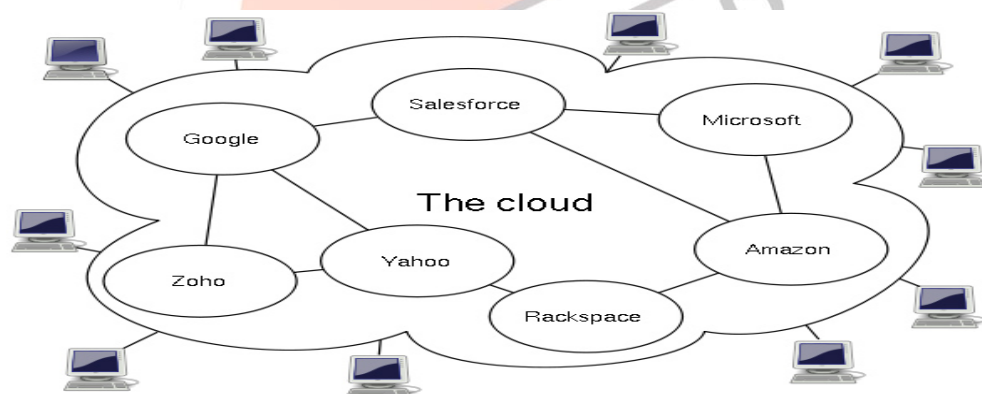 Salesforce
Microsoft
Google
The cloud
Amazon
Yahoo
Zoho
Rackspace